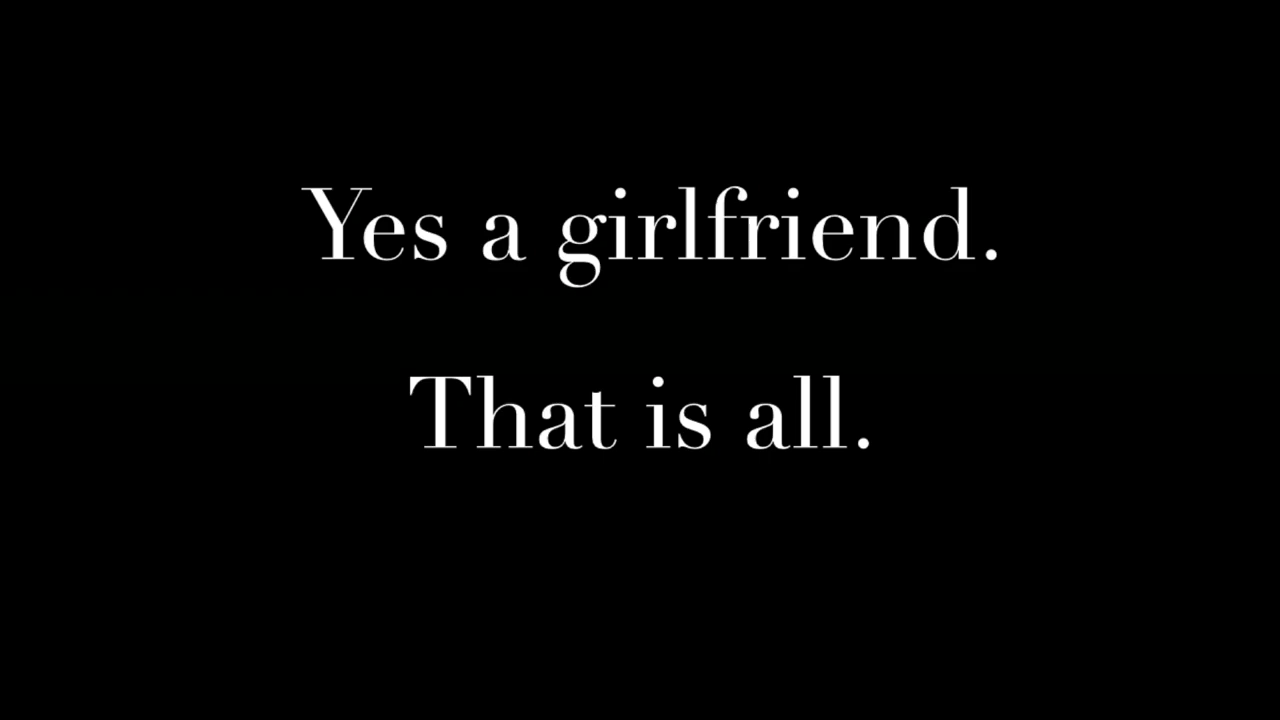 Yes a girlfriend.
That is all.